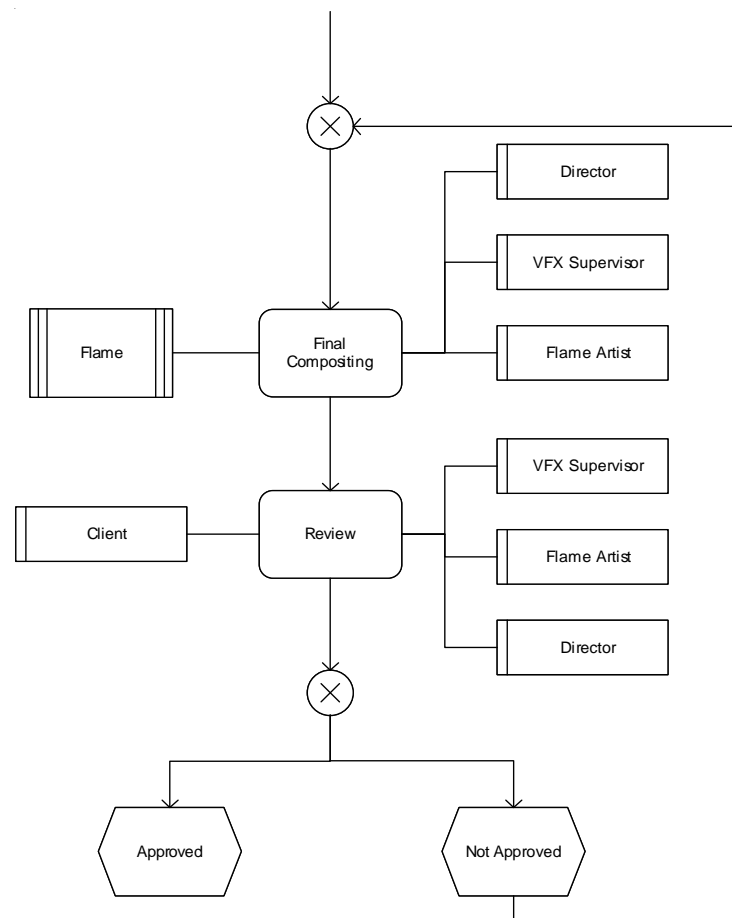 Director
VFX Supervisor
Flame
Final
Compositing
Flame Artist
VFX Supervisor
Client
Review
Flame Artist
Director
Approved
Not Approved